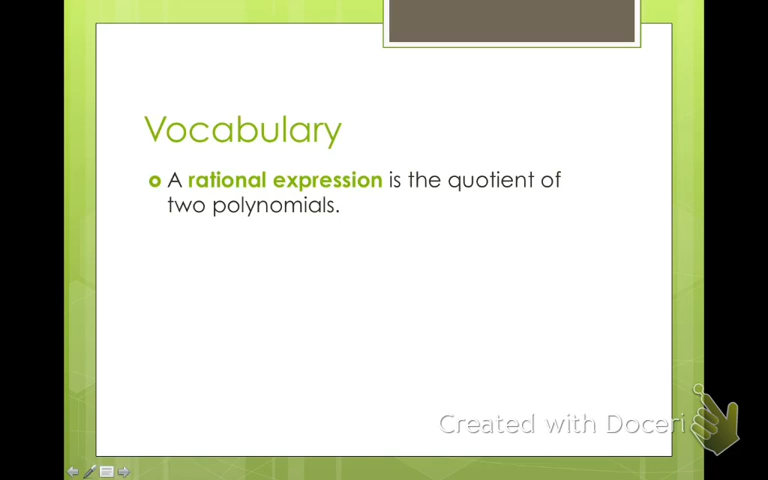 Vocabulary
A rational expression is the quotient of
two polynomials.
Created with Doceri